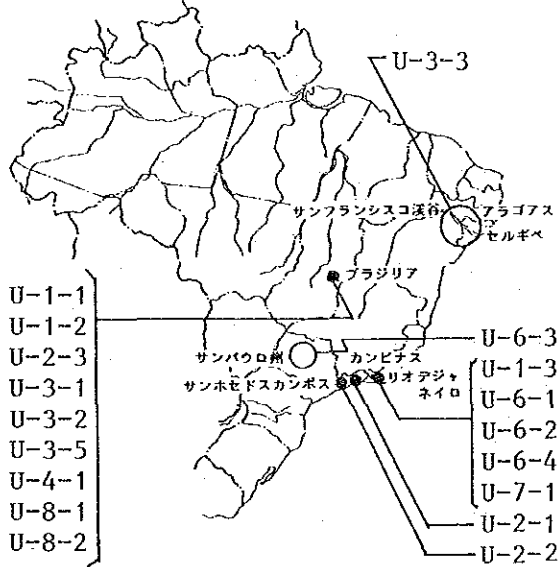 U-3-3
サンフランシスコ渓谷
アラゴアス
セルギペ
ブラジリア
U-1-1
U-1-2
U-2-3
U-3-1
U-3-2
U-3-5
U-4-1
U-8-1
U-8-2
サンパウロ州
カンピナス
サンホセドスカンポス
リオデジャ
ネイロ
U-6-3
U-1-3
U-6-1
U-6-2
U-6-4
U-7-1
U-2-1
U-2-2